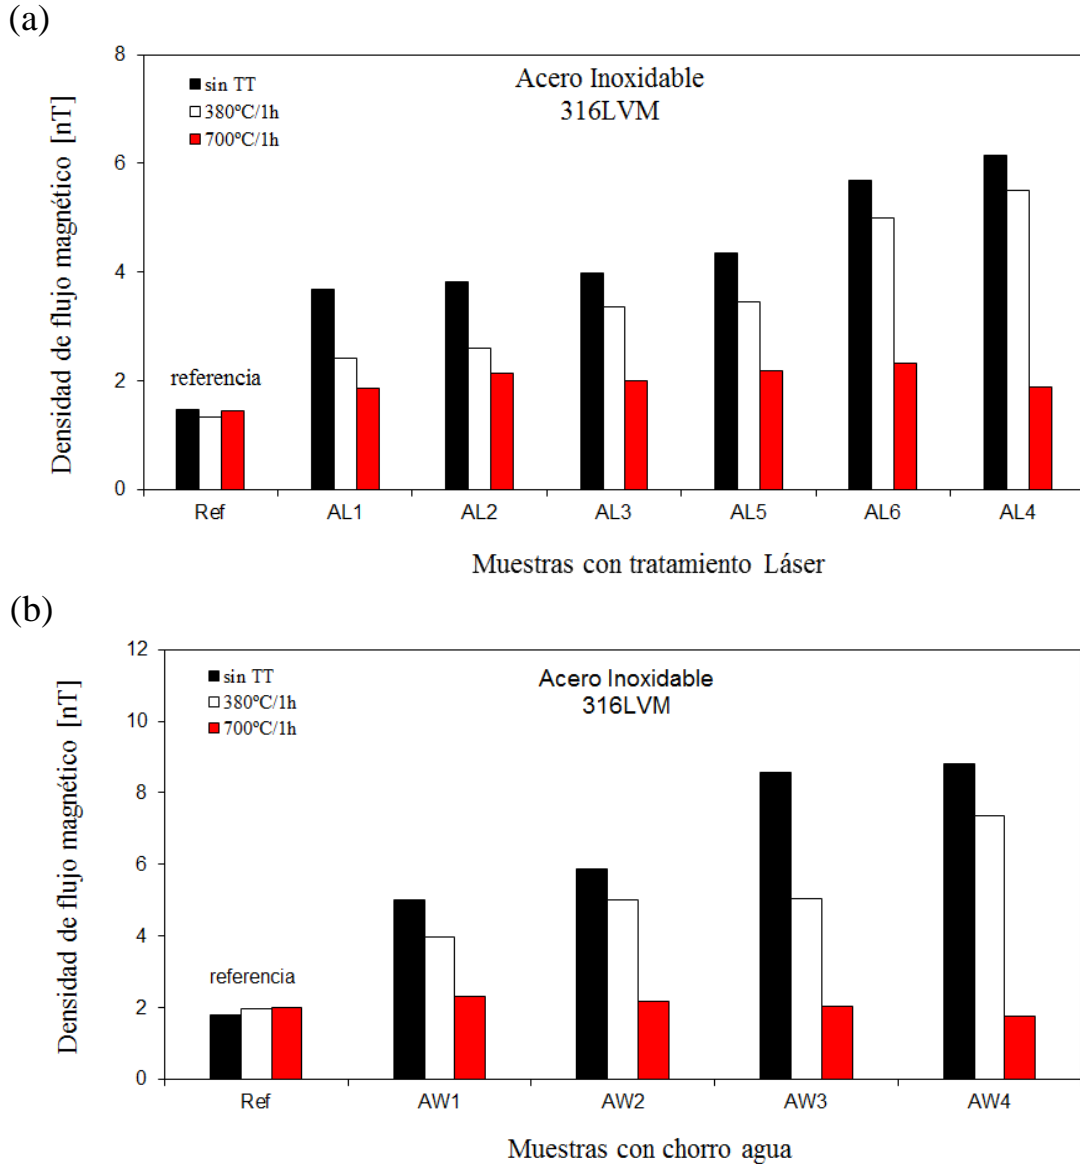 (a)
8
6
4
2
0
Densidad de flujo magnético [nT]
sin TT
380ºC/1h
700ºC/1h
Acero Inoxidable
316LVM
referencia
Ref AL1 AL2 AL3 AL5 AL6 AL4
Muestras con tratamiento Láser
(b)
12
10
8
6
4
2
0
Densidad de flujo magnético [nT]
sin TT
380ºC/1h
700ºC/1h
Acero Inoxidable
316LVM
referencia
Ref AW1 AW2 AW3 AW4
Muestras con chorro agua